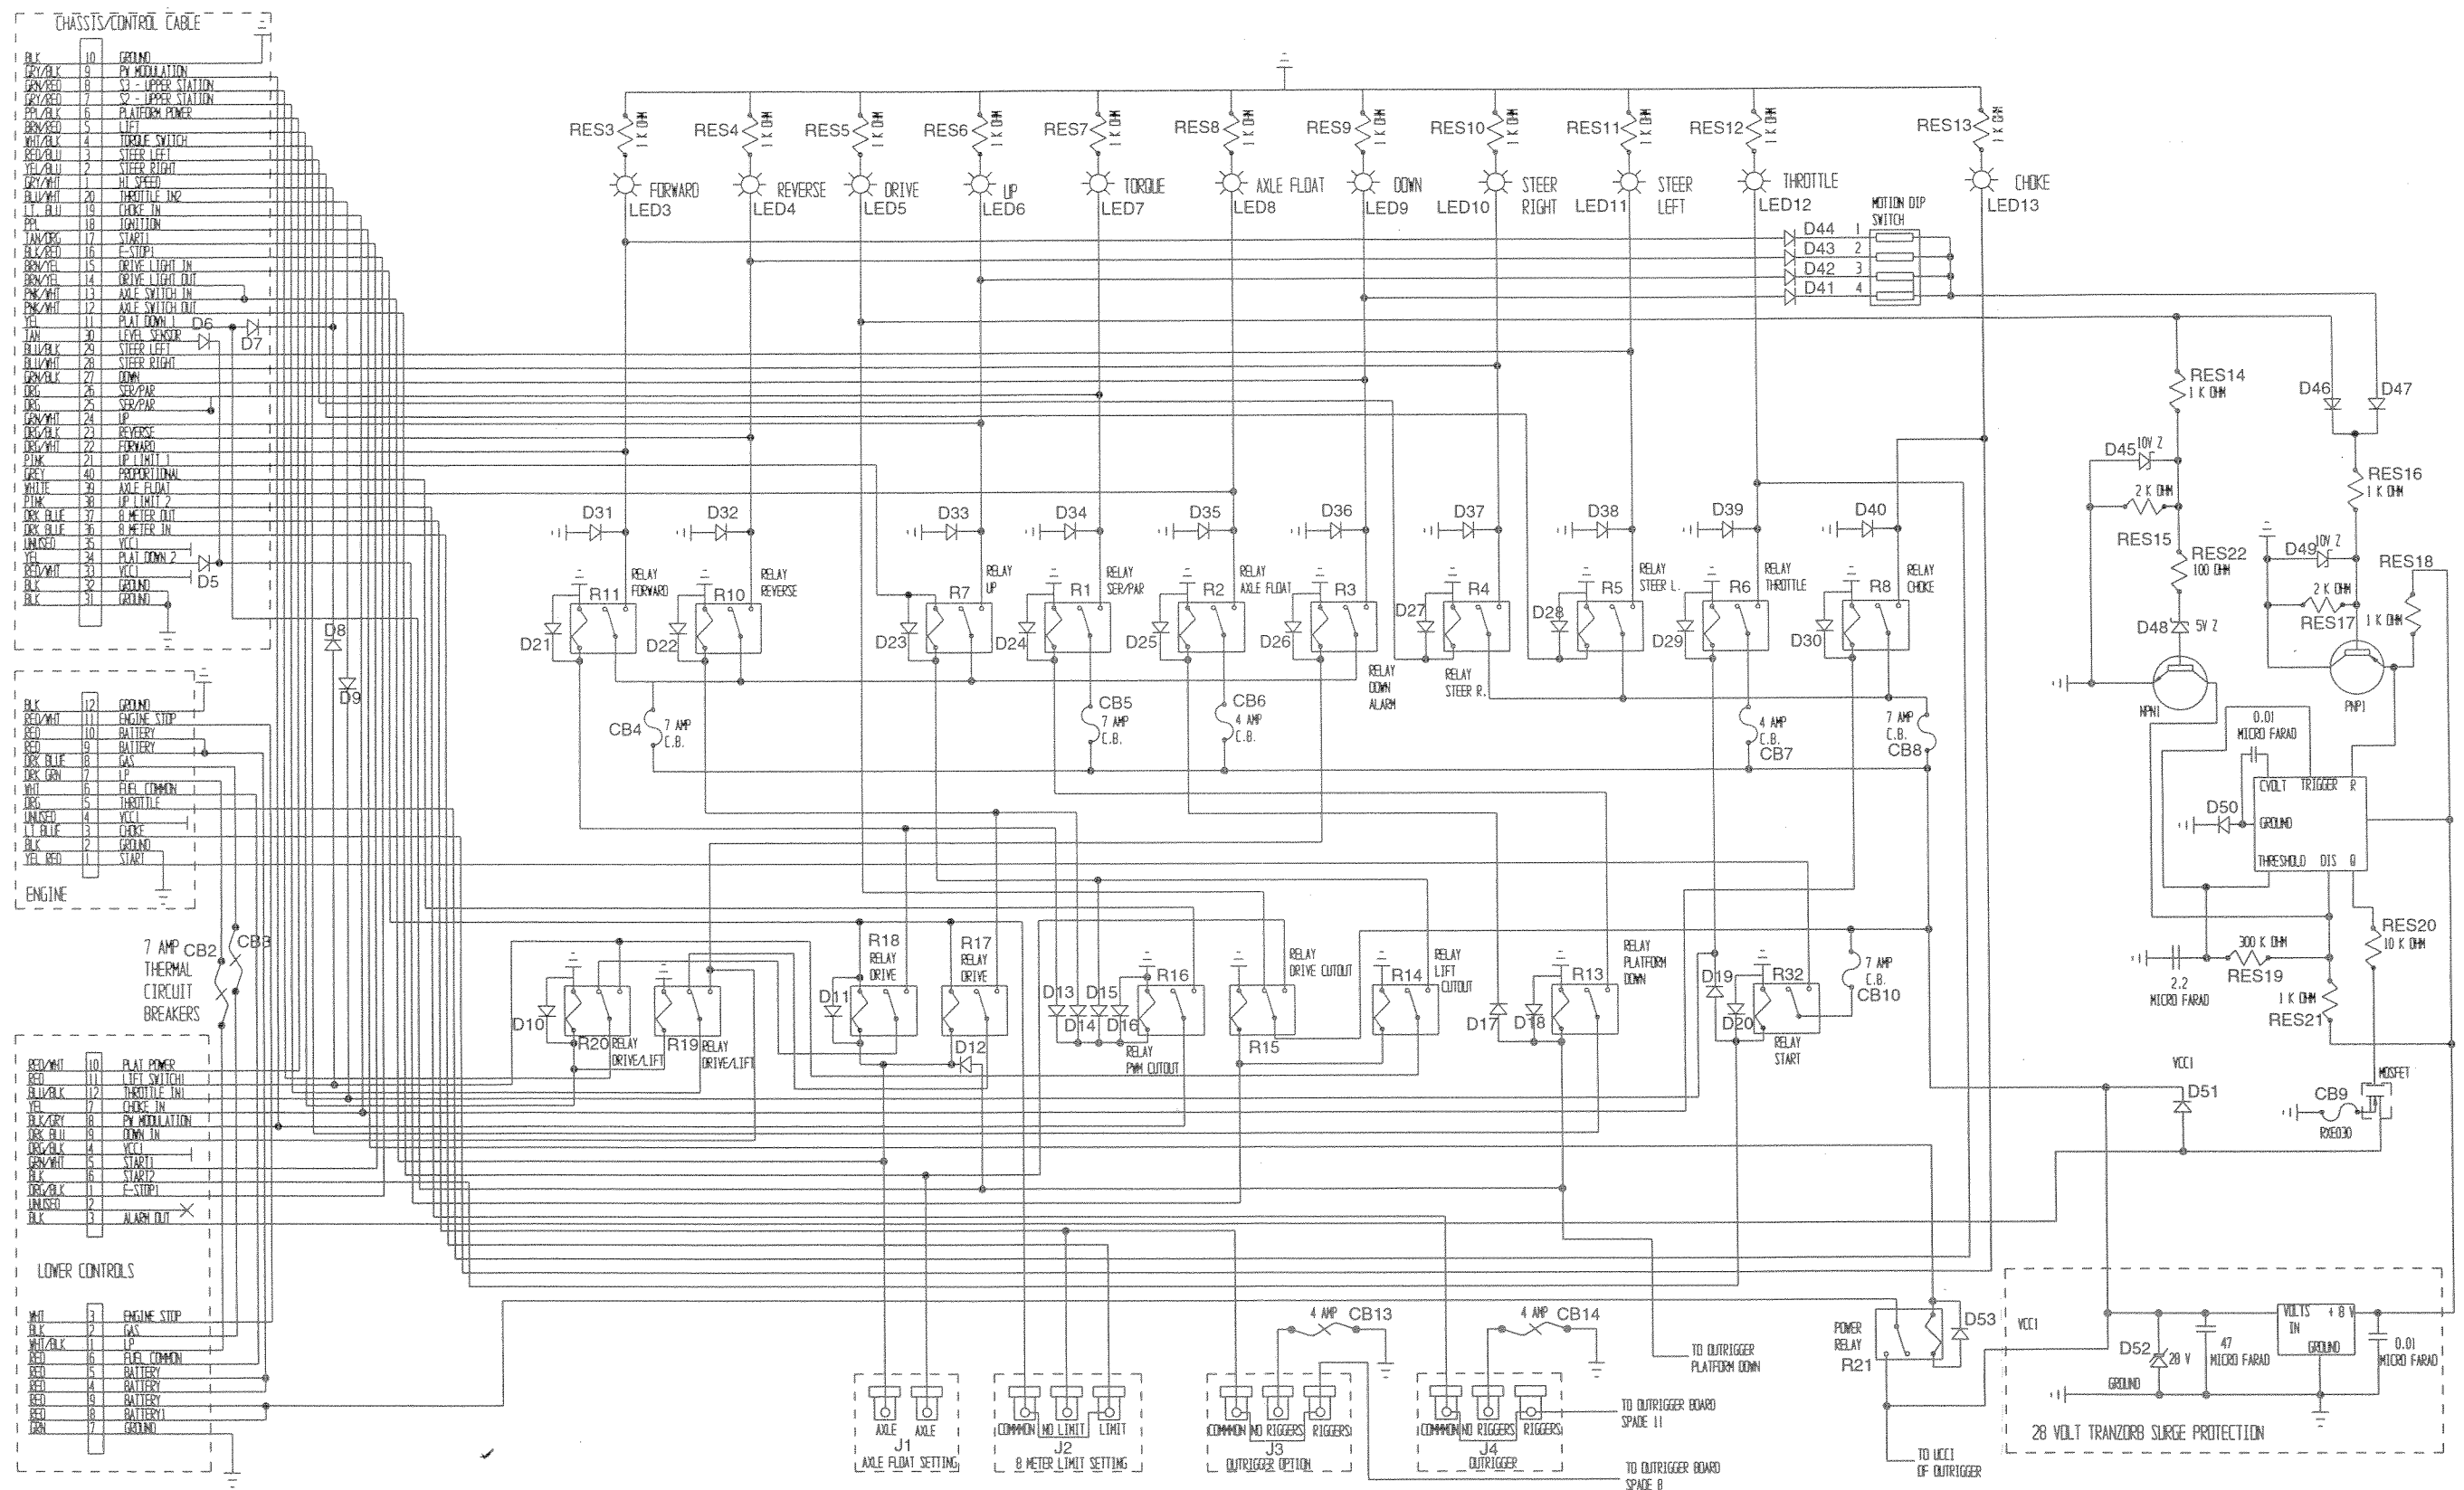 CHASSIS/CONTROL CABLE
BLK 10 GROUND
GRY/BLK 9 PW MODULATION
GRN/RED 8 S3 - UPPER STATION
GRY/RED 7 S2 - UPPER STATION
PPL/BLK 6 PLATFORM POWER
BRN/RED 5 LIFT
WHT/BLK 4 TORQUE SWITCH
RED/BLU 3 STEER LEFT
YEL/BLU 2 STEER RIGHT
GRY/WHT 1 HI SPEED
BLU/WHT 20 THROTTLE IN2
LT. BLU 19 CHOKE IN
PPL 18 IGNITION
TAN/ORG 17 START1
BLK/RED 16 E-STOP1
BRN/YEL 15 DRIVE LIGHT IN
BRN/YEL 14 DRIVE LIGHT OUT
PNK/WHT 13 AXLE SWITCH IN
PNK/WHT 12 AXLE SWITCH OUT
YEL 11 PLAT DOWN 1
TAN 30 LEVEL SENSOR
BLU/BLK 29 STEER LEFT
BLU/WHT 28 STEER RIGHT
GRN/BLK 27 DOWN
ORG 26 SER/PAR
ORG 25 SER/PAR
GRN/WHT 24 UP
ORG/BLK 23 REVERSE
ORG/WHT 22 FORWARD
PINK 21 UP LIMIT 1
GREY 40 PROPORTIONAL
WHITE 39 AXLE FLOAT
PINK 38 UP LIMIT 2
DRK BLUE 37 8 METER OUT
DRK BLUE 36 8 METER IN
UNUSED 35 VCC1
YEL 34 PLAT DOWN 2
RED/WHT 33 VCC1
BLK 32 GROUND
BLK 31 GROUND
D6
D7
D5
D8
D9
BLK 12 GROUND
RED/WHT 11 ENGINE STOP
RED 10 BATTERY
RED 9 BATTERY
DRK BLUE 8 GAS
DRK GRN 7 LP
WHT 6 FUEL COMMON
ORG 5 THROTTLE
UNUSED 4 VCC1
LT BLUE 3 CHOKE
BLK 2 GROUND
YEL RED 1 START
ENGINE
7 AMP
THERMAL
CIRCUIT
BREAKERS
CB2
CB3
RED/WHT 10 PLAT POWER
RED 11 LIFT SWITCH1
BLU/BLK 12 THROTTLE IN1
YEL 7 CHOKE IN
BLK/GRY 8 PW MODULATION
DRK BLU 9 DOWN IN
ORG/BLK 4 VCC1
GRN/WHT 5 START1
BLK 6 START2
ORG/BLK 1 E-STOP1
UNUSED 2
BLK 3 ALARM OUT
LOWER CONTROLS
WHT 3 ENGINE STOP
BLK 2 GAS
WHT/BLK 1 LP
RED 6 FUEL COMMON
RED 5 BATTERY
RED 4 BATTERY
RED 9 BATTERY
RED 8 BATTERY1
GRN 7 GROUND
RES3 1 K OHM
RES4 1 K OHM
RES5 1 K OHM
RES6 1 K OHM
RES7 1 K OHM
RES8 1 K OHM
RES9 1 K OHM
RES10 1 K OHM
RES11 1 K OHM
RES12 1 K OHM
RES13 1 K OHM
FORWARD
LED3
REVERSE
LED4
DRIVE
LED5
UP
LED6
TORQUE
LED7
AXLE FLOAT
LED8
DOWN
LED9
STEER
RIGHT
LED10
STEER
LEFT
LED11
THROTTLE
LED12
CHOKE
LED13
MOTION DIP
SWITCH
D44 1
D43 2
D42 3
D41 4
D31
D32
D33
D34
D35
D36
D37
D38
D39
D40
R11 RELAY
FORWARD
D21
R10 RELAY
REVERSE
D22
R7 RELAY
UP
D23
R1 RELAY
SER/PAR
D24
R2 RELAY
AXLE FLOAT
D25
R3
D26
RELAY
DOWN
ALARM
R4
D27
RELAY
STEER R.
R5 RELAY
STEER L.
D28
R6 RELAY
THROTTLE
D29
R8 RELAY
CHOKE
D30
CB4
7 AMP
C.B.
CB5
7 AMP
C.B.
CB6
4 AMP
C.B.
4 AMP
C.B.
CB7
7 AMP
C.B.
CB8
D10
R20
RELAY
DRIVE/LIFT
R19
RELAY
DRIVE/LIFT
R18
RELAY
DRIVE
D11
R17
RELAY
DRIVE
D12
D13
D14
D15
D16
R16
RELAY
PWM CUTOUT
R15
RELAY
DRIVE CUTOUT
R14
RELAY
LIFT
CUTOUT
D17
D18
R13
RELAY
PLATFORM
DOWN
D19
D20
R32
RELAY
START
7 AMP
C.B.
CB10
RES14
1 K OHM
D45 10V Z
2 K OHM
RES15
RES22
100 OHM
D48 5V Z
NPN1
D46
D47
RES16
1 K OHM
D49 10V Z
2 K OHM
RES17
RES18
1 K OHM
PNP1
0.01
MICRO FARAD
CVOLT TRIGGER R
GROUND
THRESHOLD DIS Q
D50
RES20
10 K OHM
300 K OHM
RES19
2.2
MICRO FARAD
1 K OHM
RES21
VCC1
D51
MOSFET
CB9
RXE030
AXLE AXLE
J1
AXLE FLOAT SETTING
COMMON NO LIMIT LIMIT
J2
8 METER LIMIT SETTING
4 AMP CB13
COMMON NO RIGGERS RIGGERS
J3
OUTRIGGER OPTION
4 AMP CB14
COMMON NO RIGGERS RIGGERS
J4
OUTRIGGER
TO OUTRIGGER
PLATFORM DOWN
TO OUTRIGGER BOARD
SPADE 11
TO OUTRIGGER BOARD
SPADE 8
POWER
RELAY
R21
D53
TO VCC1
OF OUTRIGGER
VCC1
D52 28 V
47
MICRO FARAD
VOLTS + 8 V
IN
GROUND
0.01
MICRO FARAD
GROUND
28 VOLT TRANZORB SURGE PROTECTION